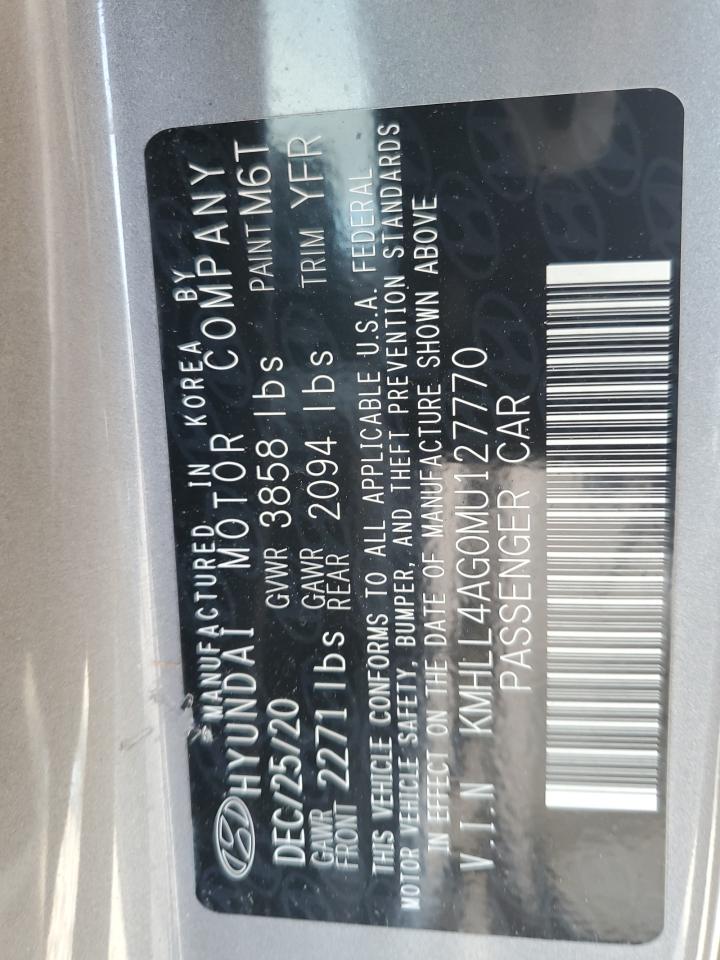 MANUFACTURED IN KOREA BY
HYUNDAI MOTOR COMPANY
DEC/25/20 GVWR 3858 lbs PAINT M6T
GAWR FRONT 2271 lbs GAWR REAR 2094 lbs TRIM YFR
THIS VEHICLE CONFORMS TO ALL APPLICABLE U.S.A. FEDERAL
MOTOR VEHICLE SAFETY, BUMPER, AND THEFT PREVENTION STANDARDS
IN EFFECT ON THE DATE OF MANUFACTURE SHOWN ABOVE
V.I.N KMHLL4AG0MU127770
PASSENGER CAR